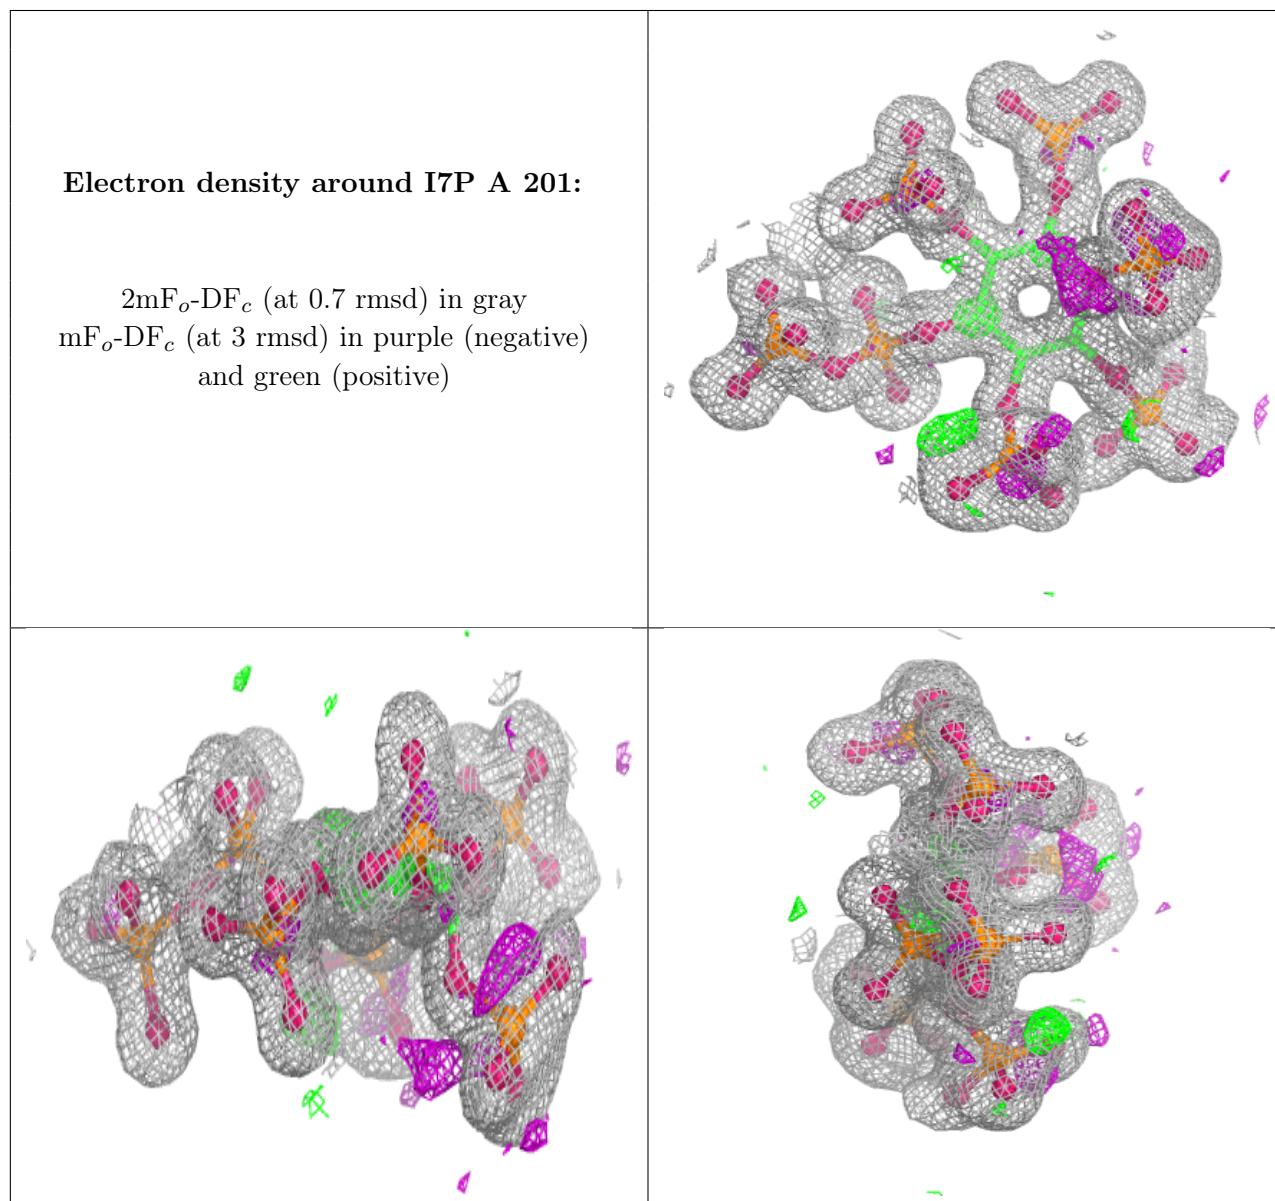 Electron density around I7P A 201:
2mFo-DFc (at 0.7 rmsd) in gray
mFo-DFc (at 3 rmsd) in purple (negative)
and green (positive)